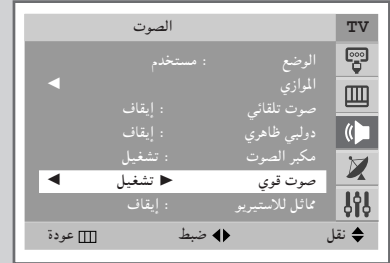 TV الصوت
الوضع : مستخدم
الموازي ◀
صوت تلقائي : إيقاف
دولبي ظاهري : إيقاف
مكبر الصوت : تشغيل
صوت قوي ▶ تشغيل ◀
مماثل للاستيريو : إيقاف
نقل ضبط عودة